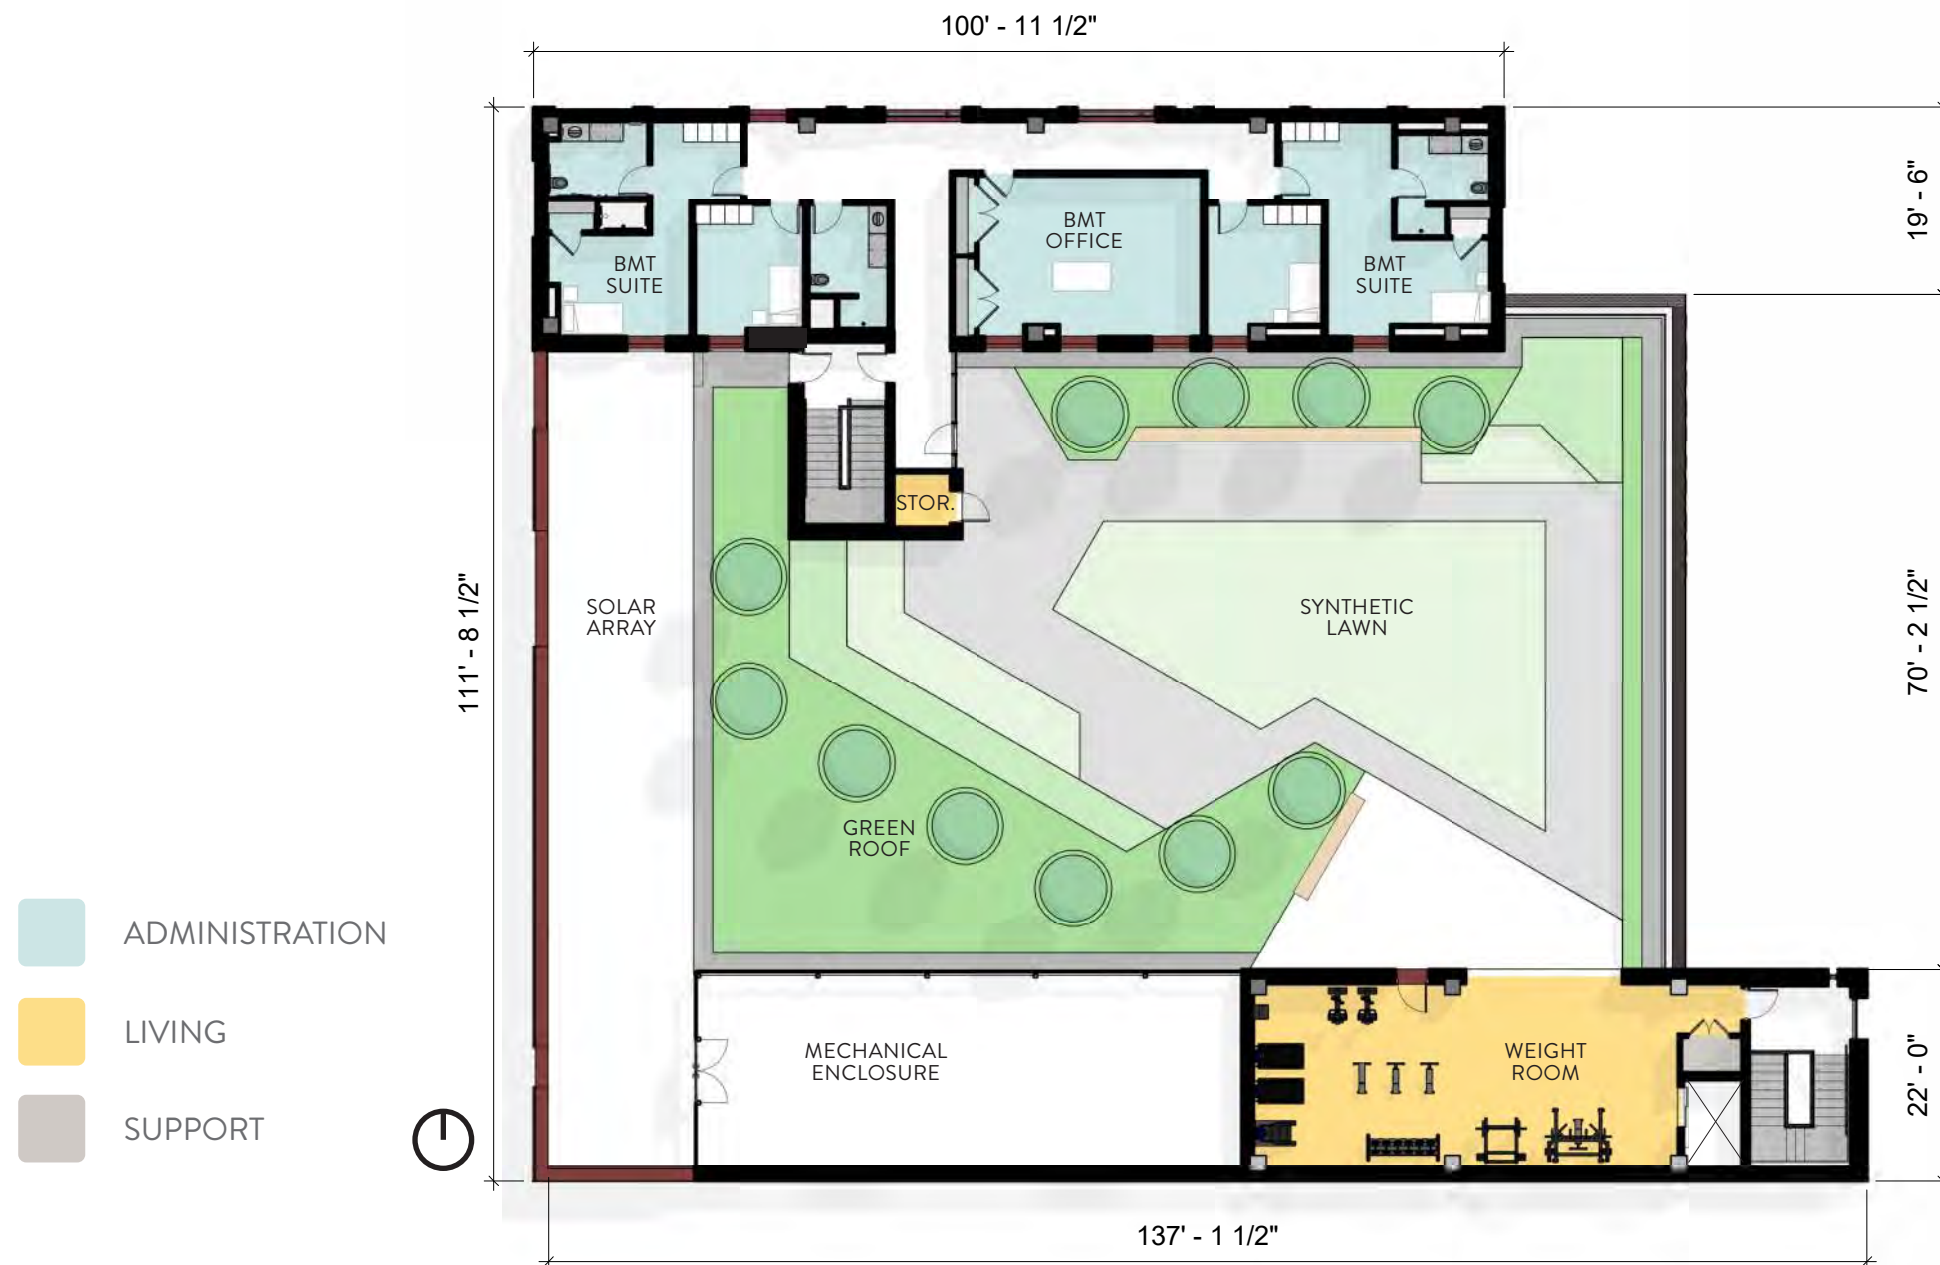 100' - 11 1/2"
19' - 6"
BMT
OFFICE
BMT
SUITE
BMT
SUITE
STOR.
111' - 8 1/2"
SOLAR
ARRAY
SYNTHETIC
LAWN
70' - 2 1/2"
GREEN
ROOF
ADMINISTRATION
LIVING
SUPPORT
MECHANICAL
ENCLOSURE
WEIGHT
ROOM
22' - 0"
137' - 1 1/2"